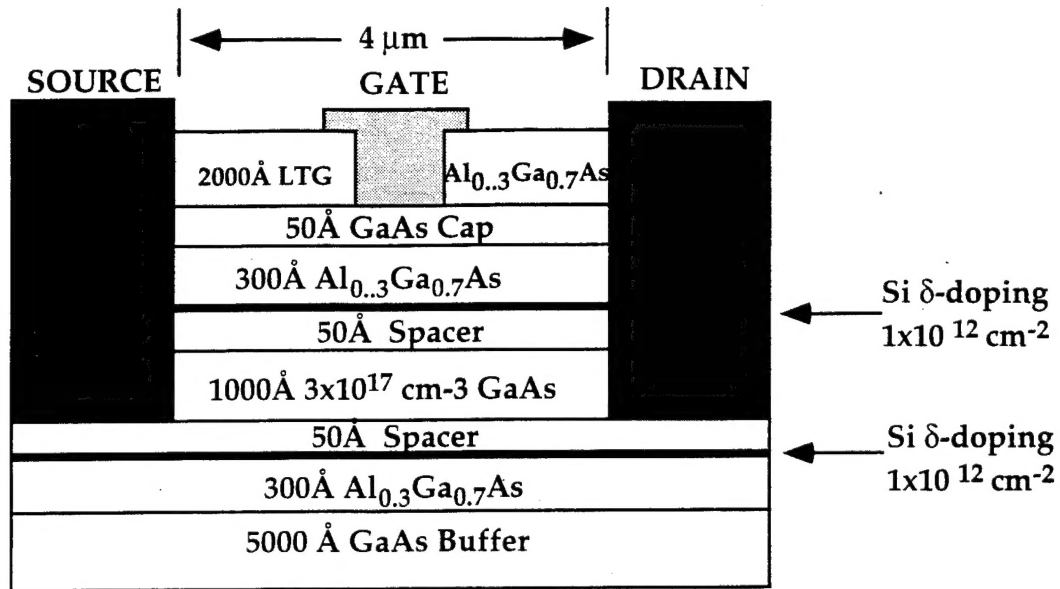 4 μm
SOURCE
GATE
DRAIN
2000Å LTG
Al₀..₃Ga₀.₇As
50Å GaAs Cap
300Å Al₀..₃Ga₀.₇As
Si δ-doping
1x10 ¹² cm⁻²
50Å Spacer
1000Å 3x10¹⁷ cm-3 GaAs
50Å Spacer
Si δ-doping
1x10 ¹² cm⁻²
300Å Al₀.₃Ga₀.₇As
5000 Å GaAs Buffer